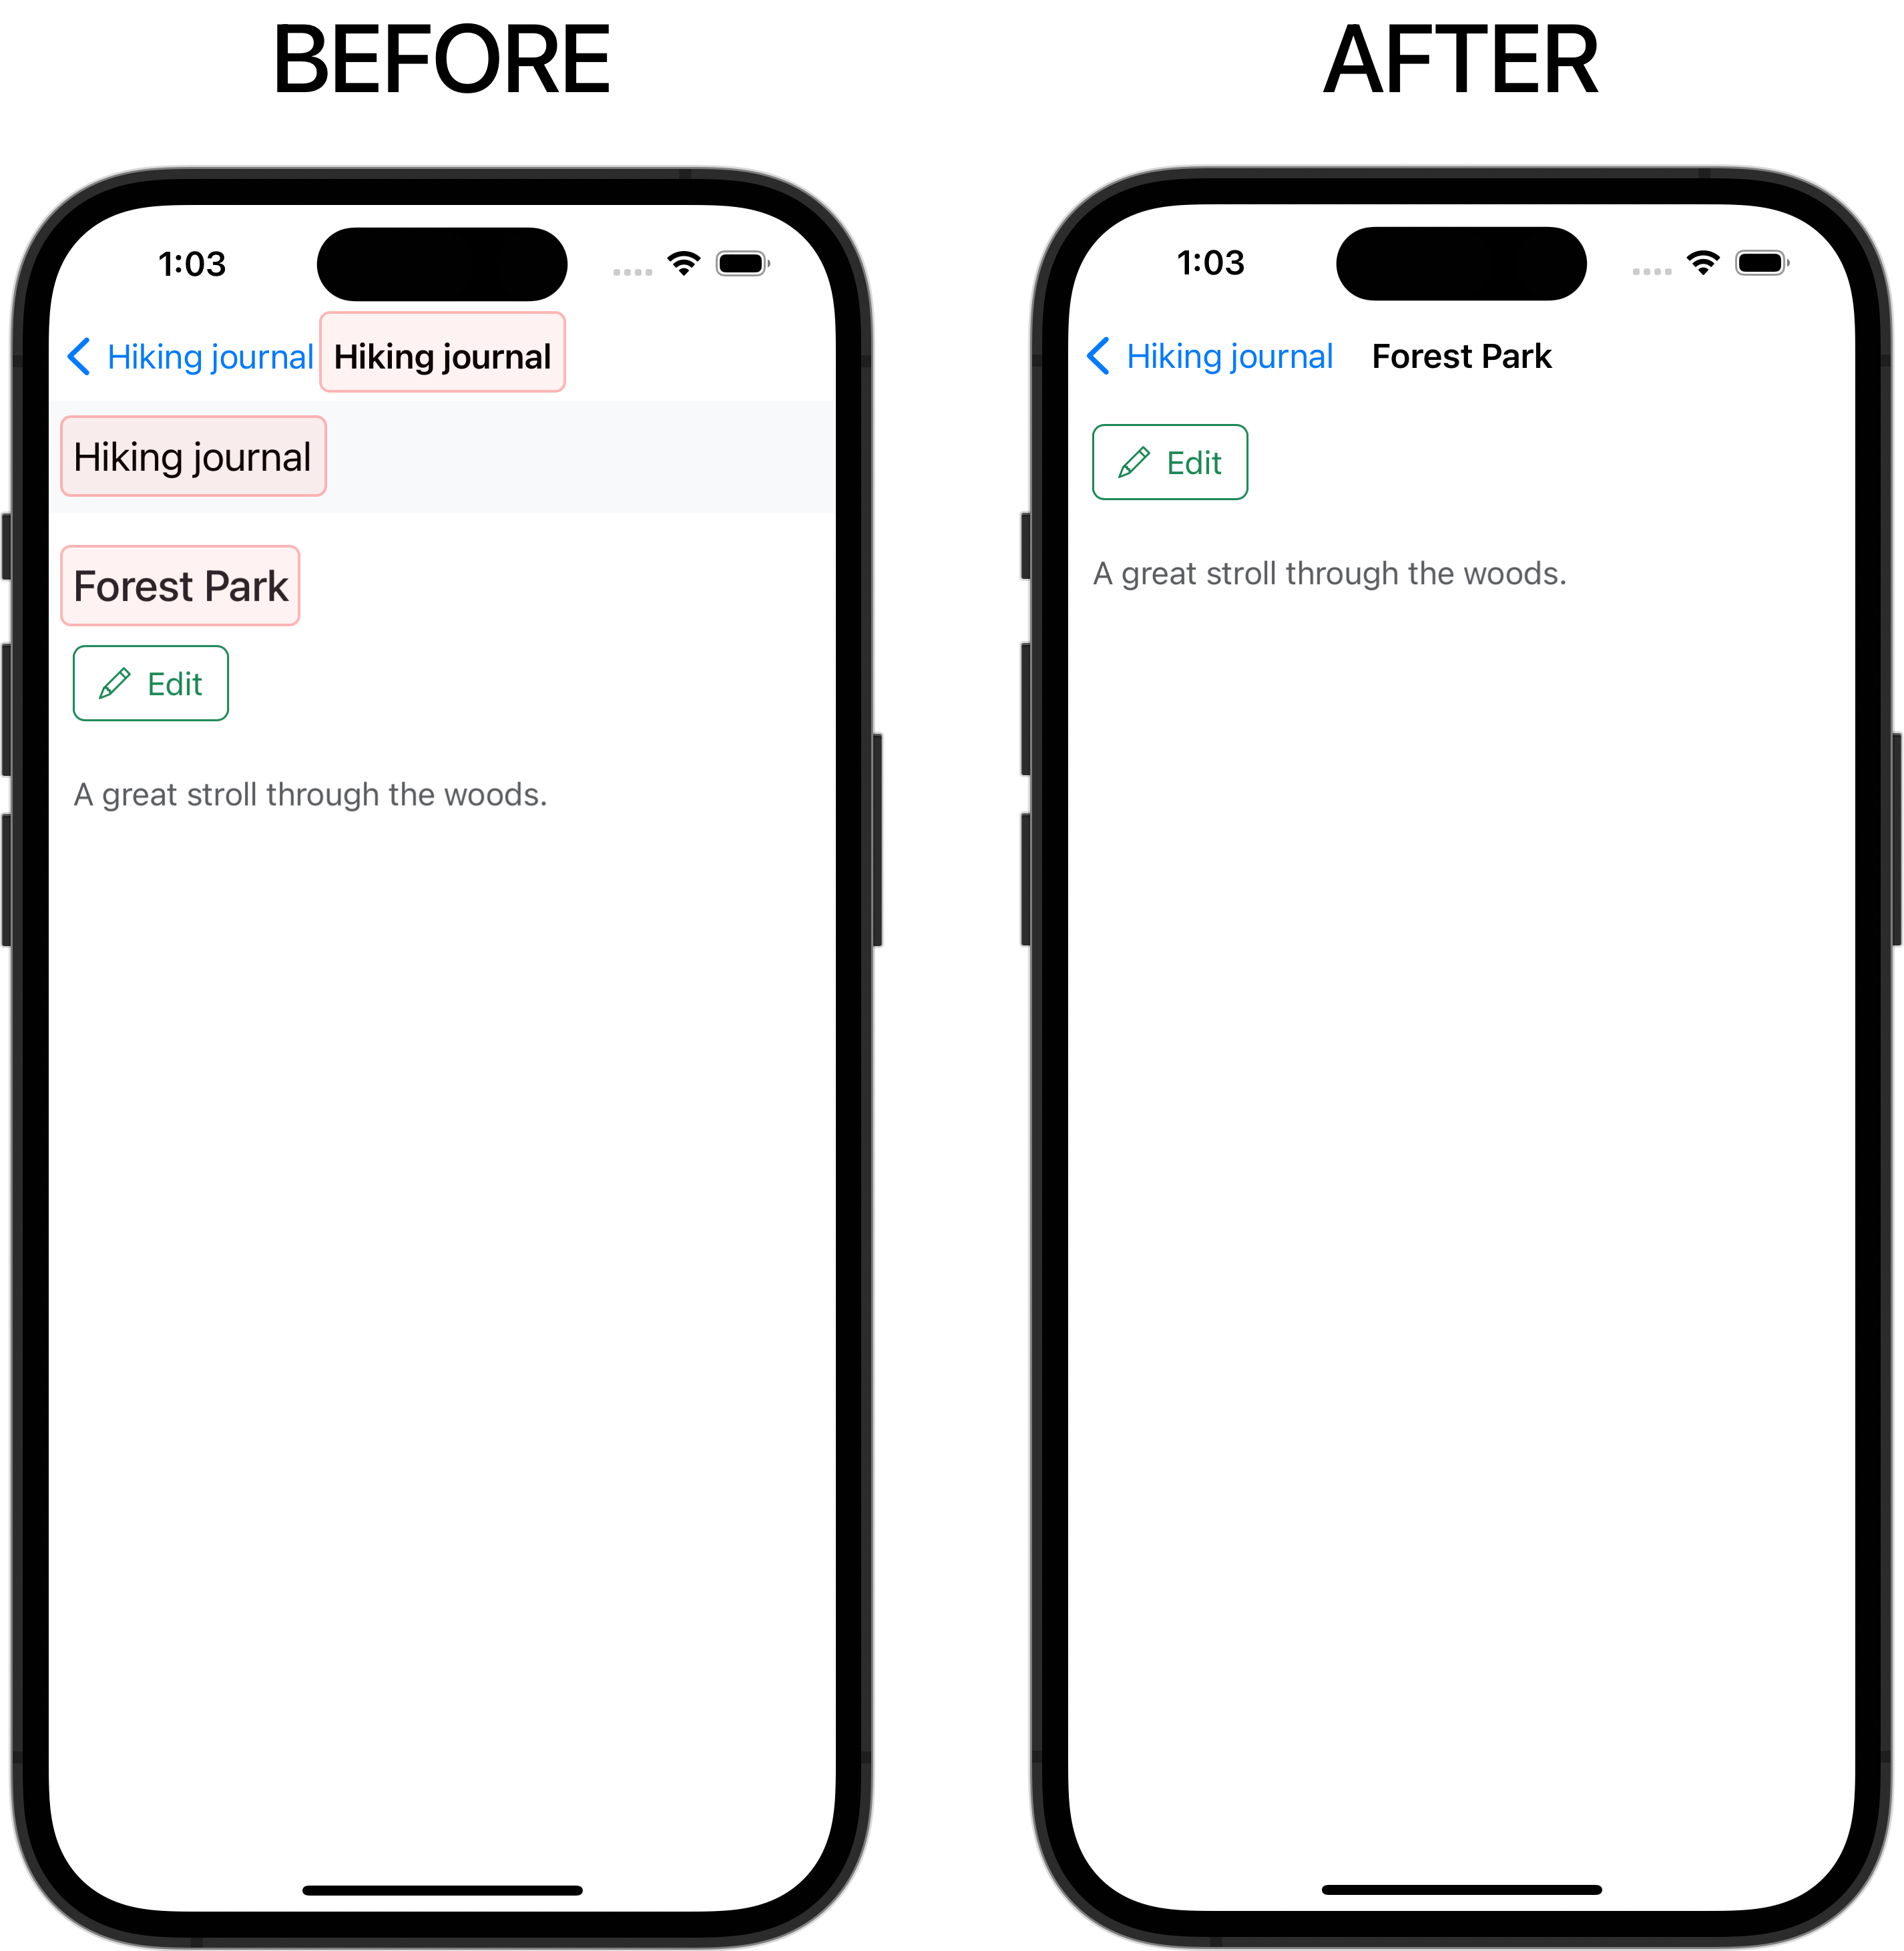 BEFORE
1:03
Hiking journal Hiking journal
Hiking journal
Forest Park
Edit
A great stroll through the woods.
AFTER
1:03
Hiking journal Forest Park
Edit
A great stroll through the woods.